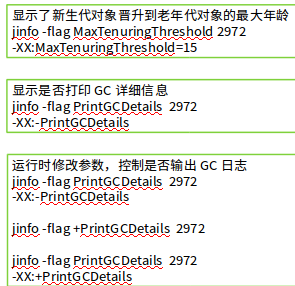 显示了新生代对象晋升到老年代对象的最大年龄
jinfo -flag MaxTenuringThreshold 2972
-XX:MaxTenuringThreshold=15
显示是否打印 GC 详细信息
jinfo -flag PrintGCDetails  2972
-XX:-PrintGCDetails
运行时修改参数，控制是否输出 GC 日志
jinfo -flag PrintGCDetails  2972
-XX:-PrintGCDetails
jinfo -flag +PrintGCDetails  2972
jinfo -flag PrintGCDetails  2972
-XX:+PrintGCDetails